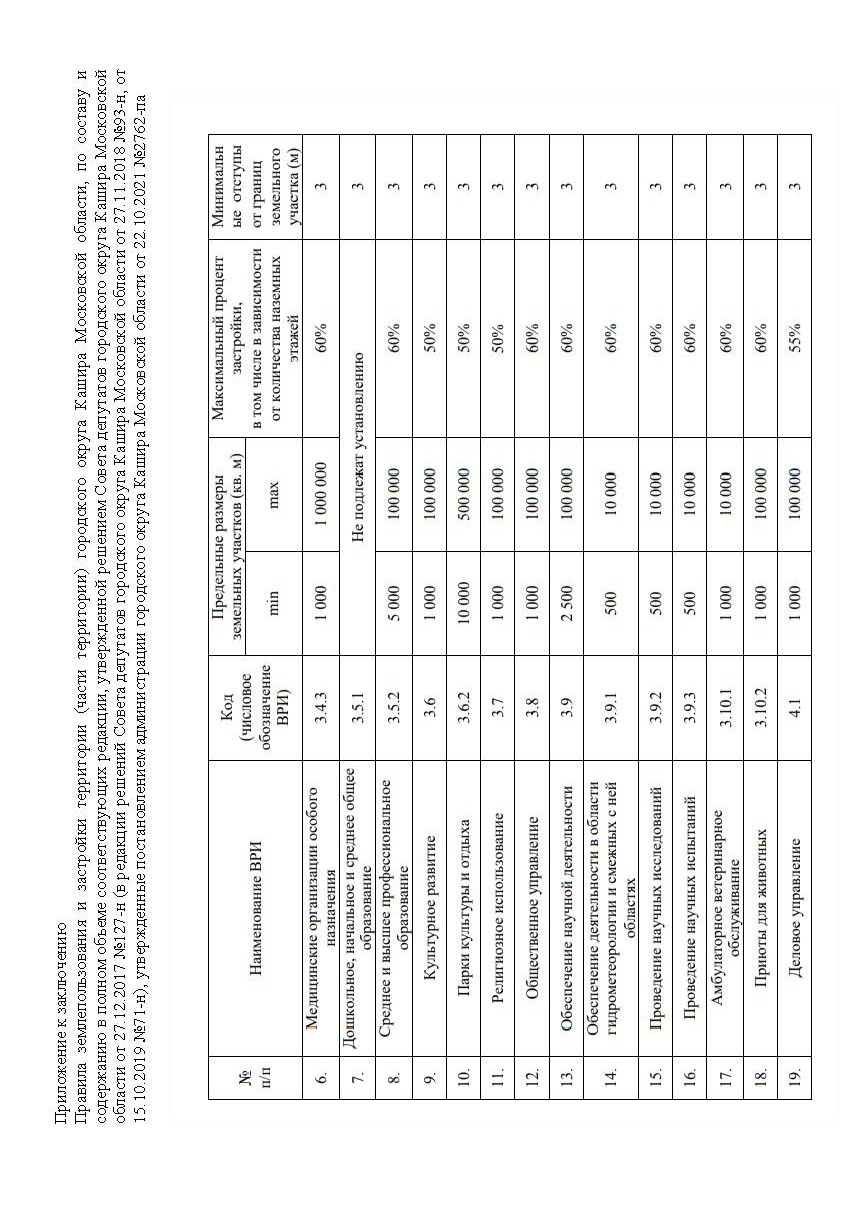 Приложение к заключению
Правила землепользования и застройки территории (части территории) городского округа Кашира Московской области, по составу и
содержанию в полном объеме соответствующих редакции, утвержденной решением Совета депутатов городского округа Кашира Московской
области от 27.12.2017 №127-н (в редакции решений Совета депутатов городского округа Кашира Московской области от 27.11.2018 №93-н, от
15.10.2019 №71-н), утвержденные постановлением администрации городского округа Кашира Московской области от 22.10.2021 №2762-па
№
п/п
Наименование ВРИ
Код
(числовое
обозначение
ВРИ)
Предельные размеры
земельных участков (кв. м)
min
max
Максимальный процент
застройки,
в том числе в зависимости
от количества наземных
этажей
Минимальн
ые отступы
от границ
земельного
участка (м)
6.
Медицинские организации особого
назначения
3.4.3
1 000
1 000 000
60%
3
7.
Дошкольное, начальное и среднее общее
образование
3.5.1
Не подлежат установлению
3
8.
Среднее и высшее профессиональное
образование
3.5.2
5 000
100 000
60%
3
9.
Культурное развитие
3.6
1 000
100 000
50%
3
10.
Парки культуры и отдыха
3.6.2
10 000
500 000
50%
3
11.
Религиозное использование
3.7
1 000
100 000
50%
3
12.
Общественное управление
3.8
1 000
100 000
60%
3
13.
Обеспечение научной деятельности
3.9
2 500
100 000
60%
3
14.
Обеспечение деятельности в области
гидрометеорологии и смежных с ней
областях
3.9.1
500
10 000
60%
3
15.
Проведение научных исследований
3.9.2
500
10 000
60%
3
16.
Проведение научных испытаний
3.9.3
500
10 000
60%
3
17.
Амбулаторное ветеринарное
обслуживание
3.10.1
1 000
10 000
60%
3
18.
Приюты для животных
3.10.2
1 000
100 000
60%
3
19.
Деловое управление
4.1
1 000
100 000
55%
3